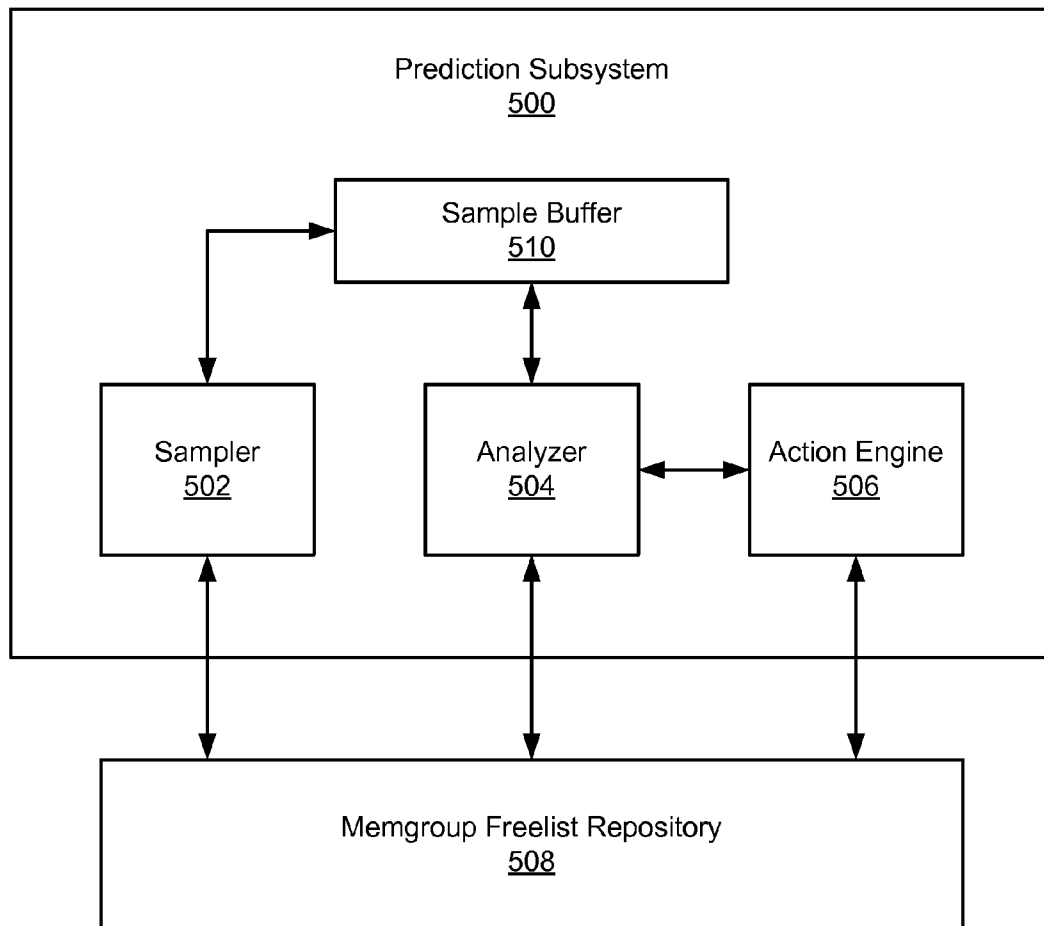 Prediction Subsystem
500
Sample Buffer
510
Sampler
502
Analyzer
504
Action Engine
506
Memgroup Freelist Repository
508